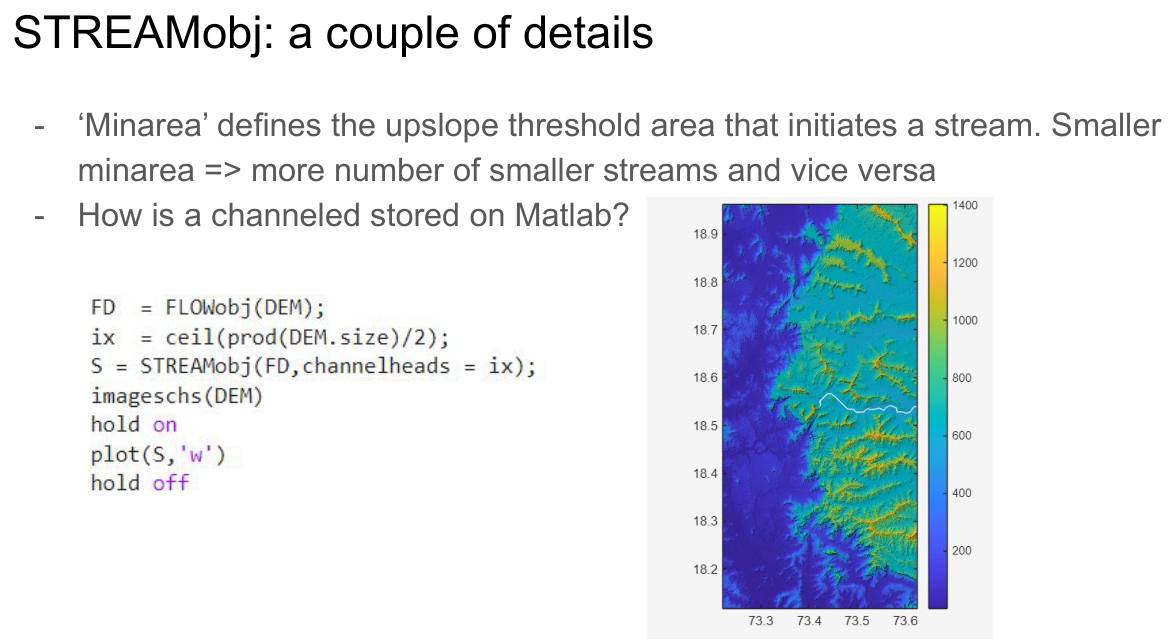 STREAMobj: a couple of details
- ‘Minarea’ defines the upslope threshold area that initiates a stream. Smaller
minarea => more number of smaller streams and vice versa
- How is a channeled stored on Matlab?
FD = FLOWobj(DEM);
ix = ceil(prod(DEM.size)/2);
S = STREAMobj(FD,channelheads = ix);
imageschs(DEM)
hold on
plot(S,'w')
hold off
18.9
18.8
18.7
18.6
18.5
18.4
18.3
18.2
73.3 73.4 73.5 73.6
1400
1200
1000
800
600
400
200